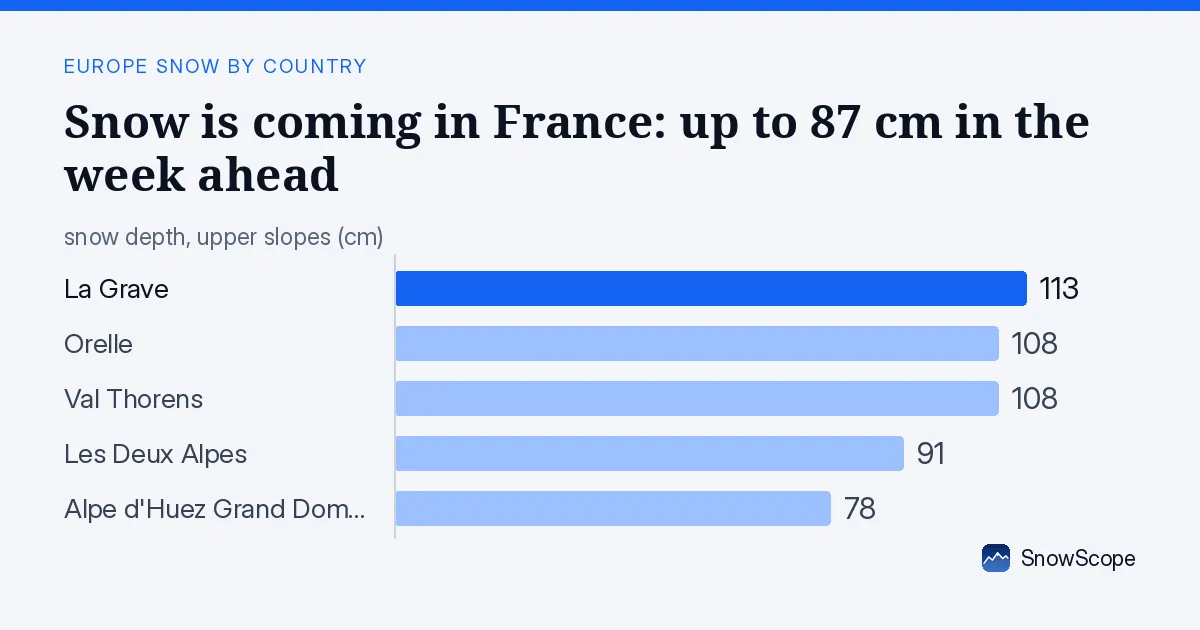 EUROPE SNOW BY COUNTRY
Snow is coming in France: up to 87 cm in the
week ahead
snow depth, upper slopes (cm)
La Grave 113
Orelle 108
Val Thorens 108
Les Deux Alpes 91
Alpe d'Huez Grand Dom... 78
SnowScope